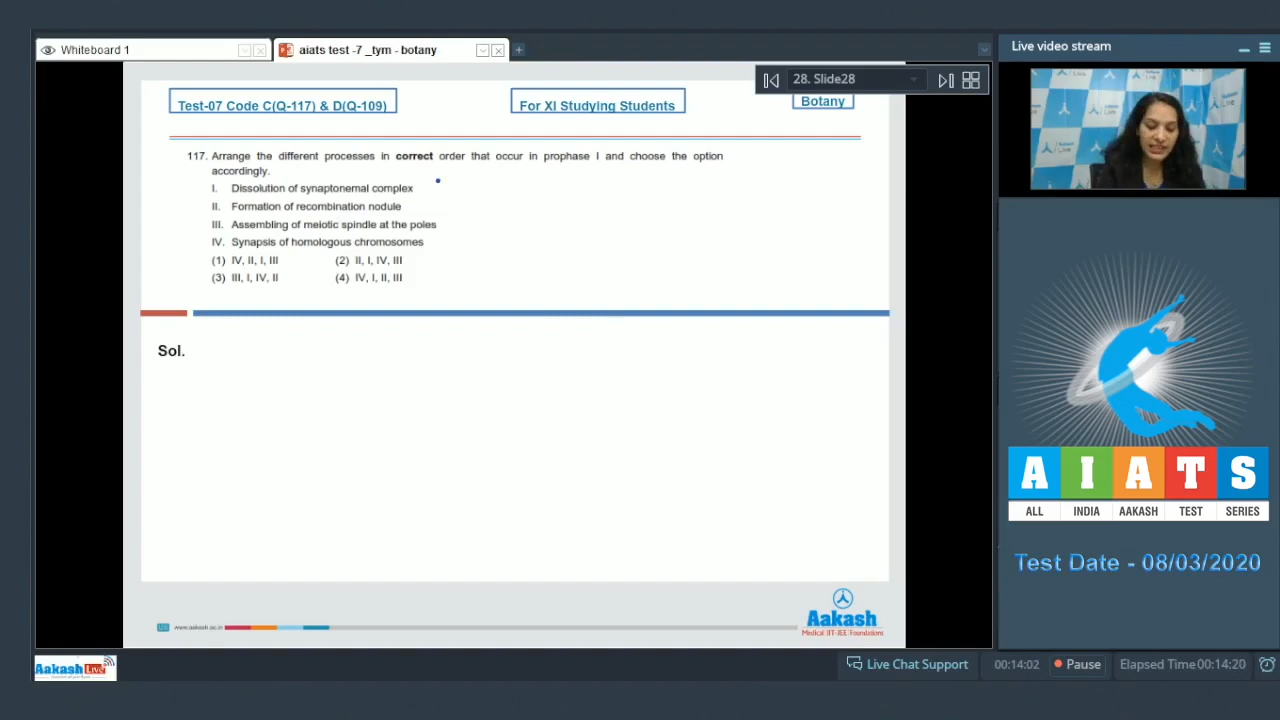 Whiteboard 1
aiats test -7 _tym - botany
Live video stream
28. Slide28
Test-07 Code C(Q-117) & D(Q-109)
For XI Studying Students
Botany
117. Arrange the different processes in correct order that occur in prophase I and choose the option
accordingly.
I. Dissolution of synaptonemal complex
II. Formation of recombination nodule
III. Assembling of meiotic spindle at the poles
IV. Synapsis of homologous chromosomes
(1) IV, II, I, III (2) II, I, IV, III
(3) III, I, IV, II (4) IV, I, II, III
Sol.
A I A T S
ALL INDIA AAKASH TEST SERIES
Test Date - 08/03/2020
www.aakash.ac.in
Aakash
Medical|IIT-JEE|Foundations
Aakash Live
Live Chat Support
00:14:02
Pause
Elapsed Time 00:14:20